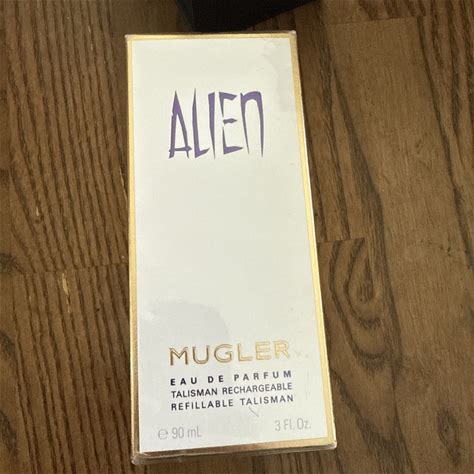 ALIEN
MUGLER
EAU DE PARFUM
TALISMAN RECHARGEABLE
REFILLABLE TALISMAN
℮ 90 mL 3 Fl. Oz.